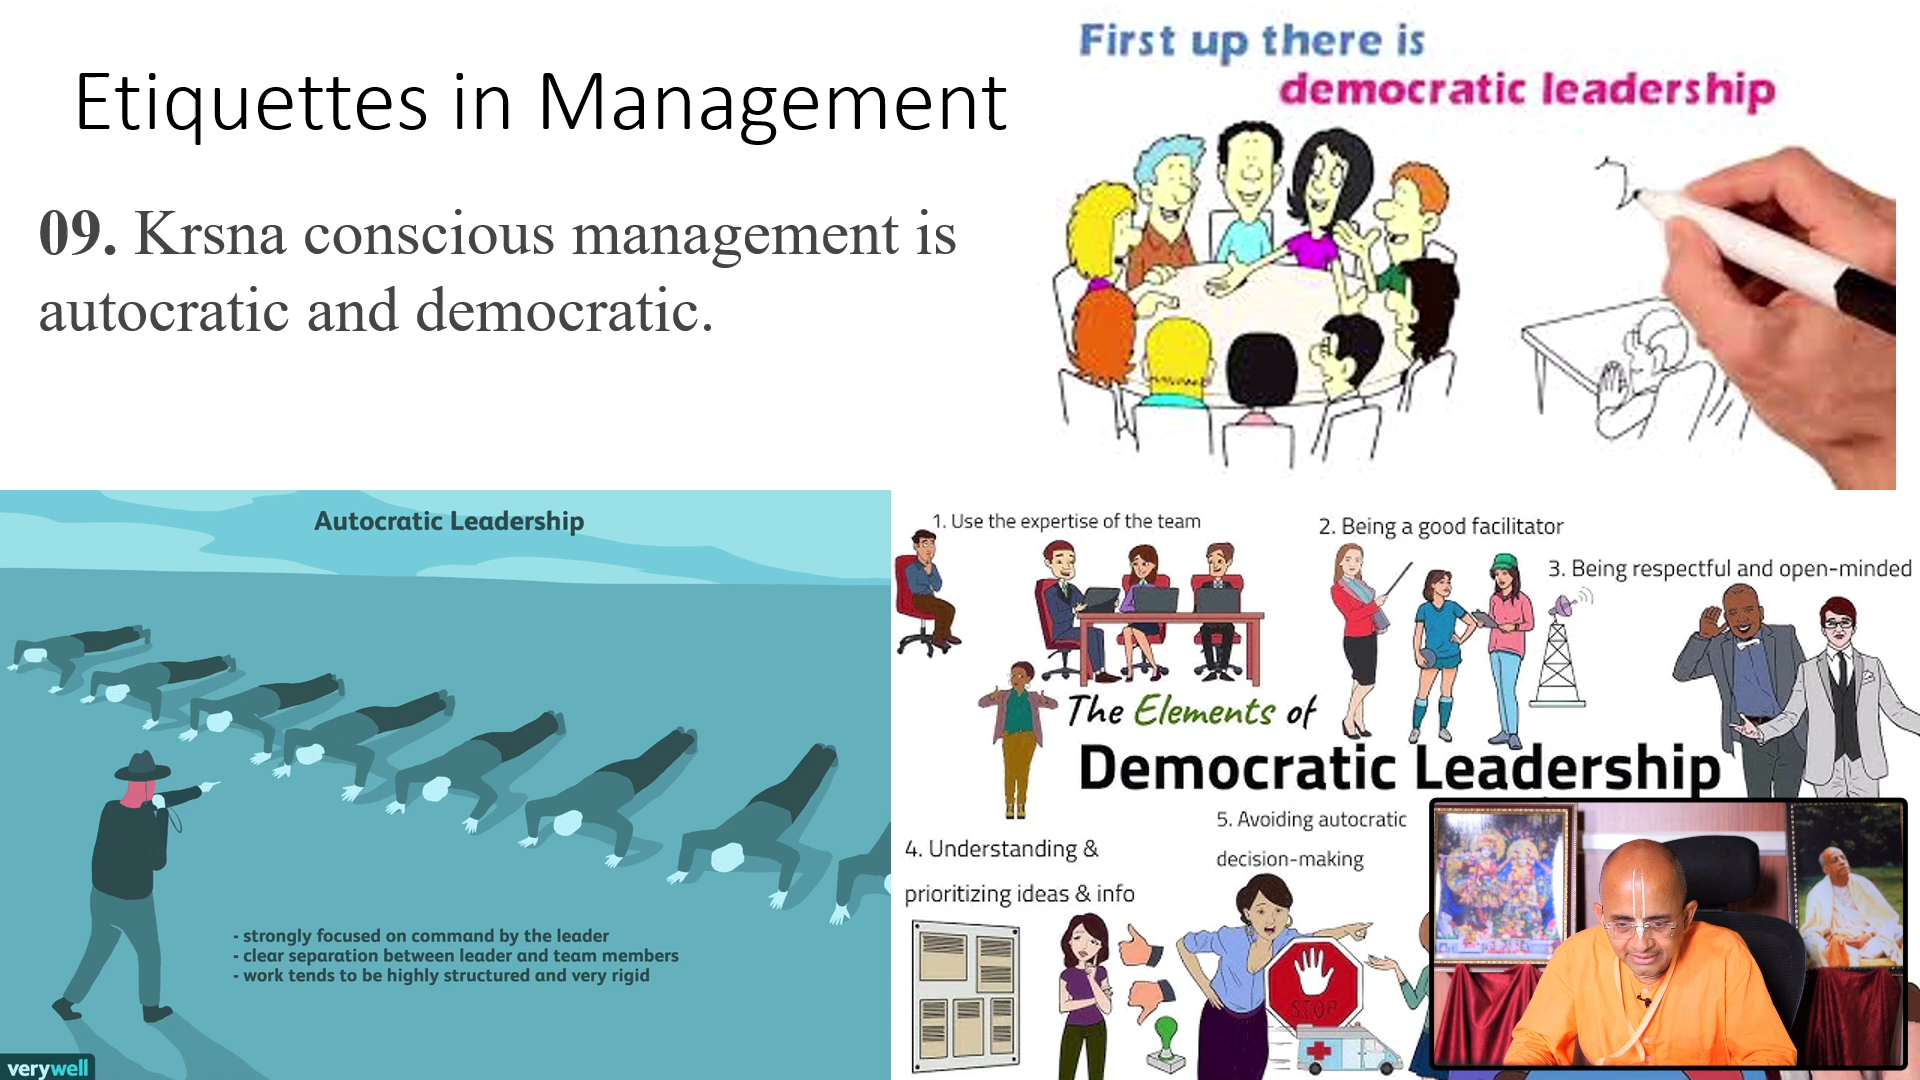 Etiquettes in Management
09. Krsna conscious management is
autocratic and democratic.
First up there is
democratic leadership
Autocratic Leadership
- strongly focused on command by the leader
- clear separation between leader and team members
- work tends to be highly structured and very rigid
verywell
1. Use the expertise of the team
2. Being a good facilitator
3. Being respectful and open-minded
The Elements of
Democratic Leadership
4. Understanding &
prioritizing ideas & info
5. Avoiding autocratic
decision-making
STOP